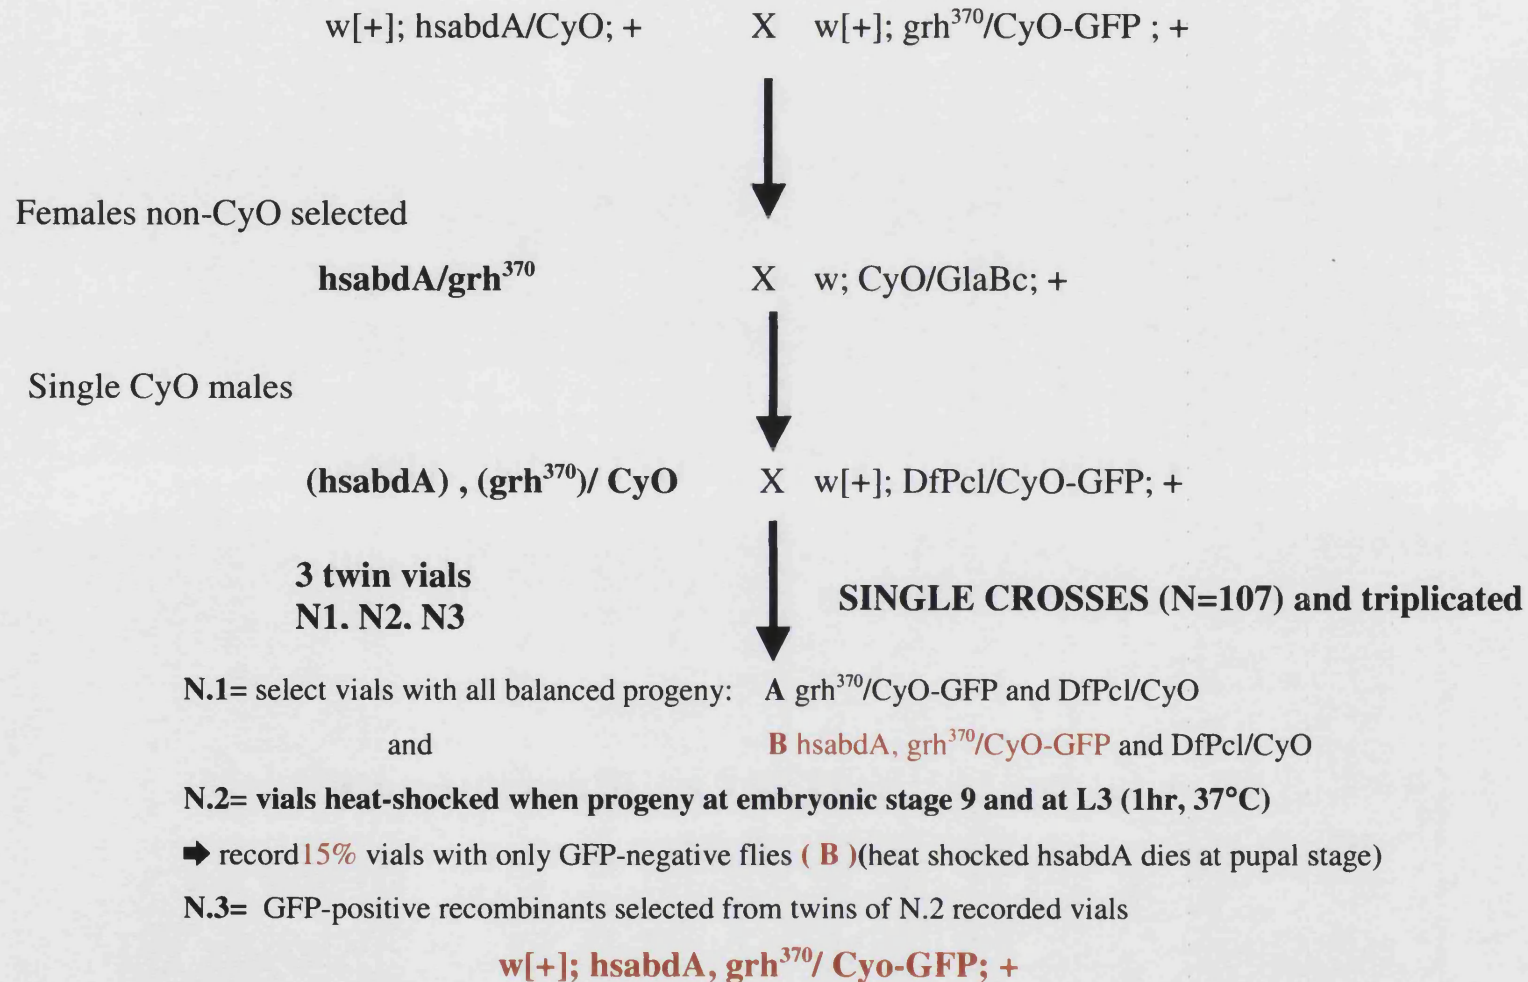 w[+]; hsabdA/CyO; + X w[+]; grh³⁷⁰/CyO-GFP ; +
Females non-CyO selected
hsabdA/grh³⁷⁰ X w; CyO/GlaBc; +
Single CyO males
(hsabdA) , (grh³⁷⁰)/ CyO X w[+]; DfPcl/CyO-GFP; +
3 twin vials
N1. N2. N3
SINGLE CROSSES (N=107) and triplicated
N.1= select vials with all balanced progeny: A grh³⁷⁰/CyO-GFP and DfPcl/CyO
and B hsabdA, grh³⁷⁰/CyO-GFP and DfPcl/CyO
N.2= vials heat-shocked when progeny at embryonic stage 9 and at L3 (1hr, 37°C)
➡ record 15% vials with only GFP-negative flies ( B )(heat shocked hsabdA dies at pupal stage)
N.3= GFP-positive recombinants selected from twins of N.2 recorded vials
w[+]; hsabdA, grh³⁷⁰/ Cyo-GFP; +